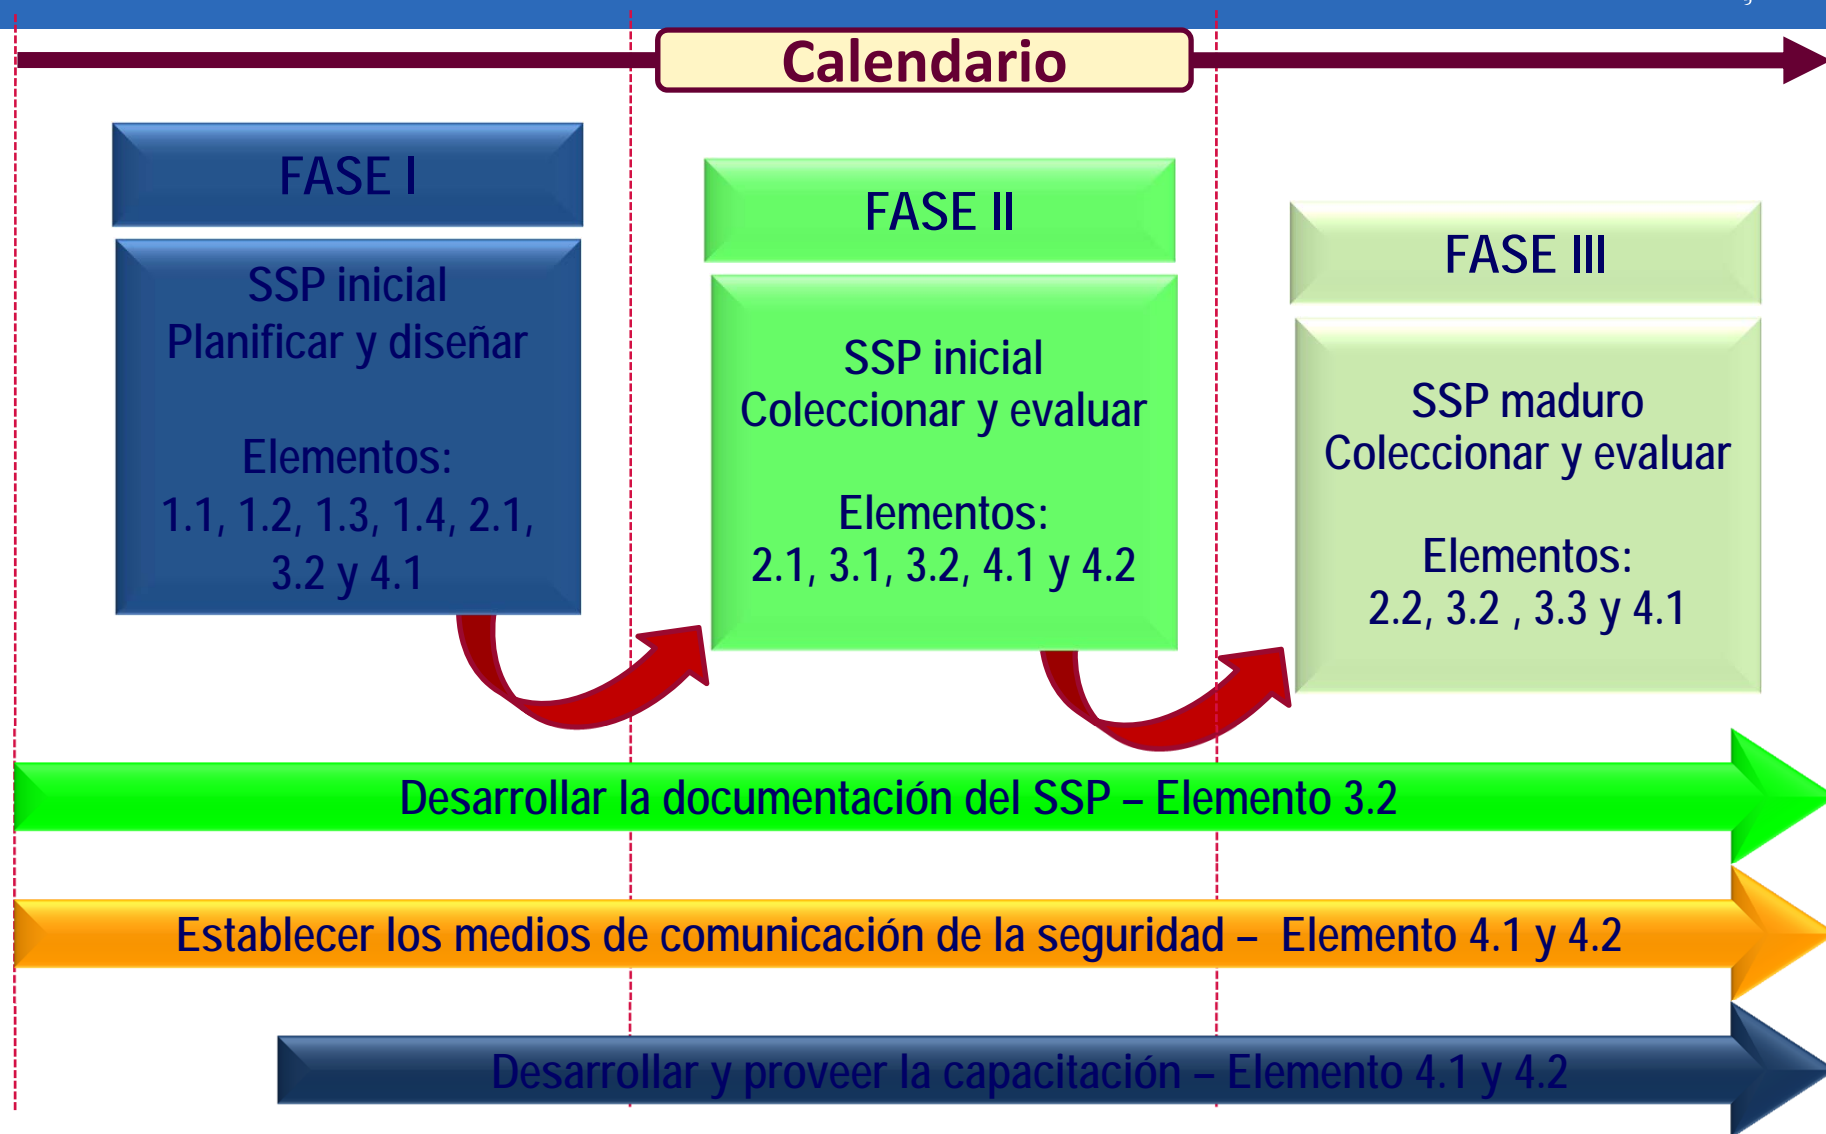 Calendario
FASE I
SSP inicial
Planificar y diseñar
Elementos:
1.1, 1.2, 1.3, 1.4, 2.1,
3.2 y 4.1
FASE II
SSP inicial
Coleccionar y evaluar
Elementos:
2.1, 3.1, 3.2, 4.1 y 4.2
FASE III
SSP maduro
Coleccionar y evaluar
Elementos:
2.2, 3.2 , 3.3 y 4.1
Desarrollar la documentación del SSP – Elemento 3.2
Establecer los medios de comunicación de la seguridad – Elemento 4.1 y 4.2
Desarrollar y proveer la capacitación – Elemento 4.1 y 4.2